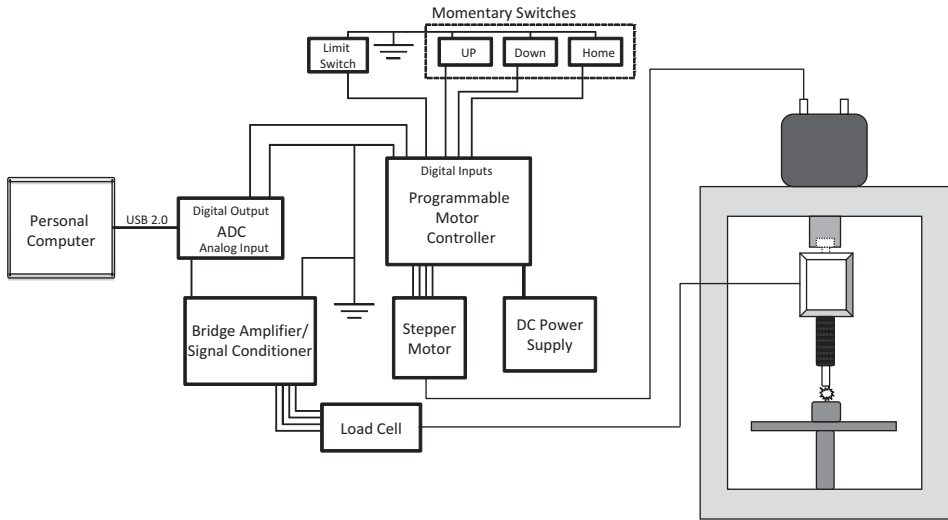 Momentary Switches
Limit
Switch
UP
Down
Home
Digital Inputs
Programmable
Motor
Controller
Personal
Computer
USB 2.0
Digital Output
ADC
Analog Input
Bridge Amplifier/
Signal Conditioner
Stepper
Motor
DC Power
Supply
Load Cell